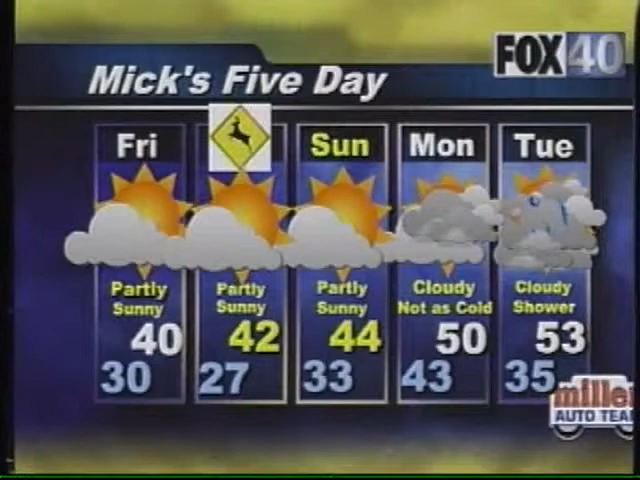 FOX 40
Mick's Five Day
Fri
Sun
Mon
Tue
Partly
Sunny
Partly
Sunny
Partly
Sunny
Cloudy
Not as Cold
Cloudy
Shower
40
42
44
50
53
30
27
33
43
35
mille
AUTO TEA